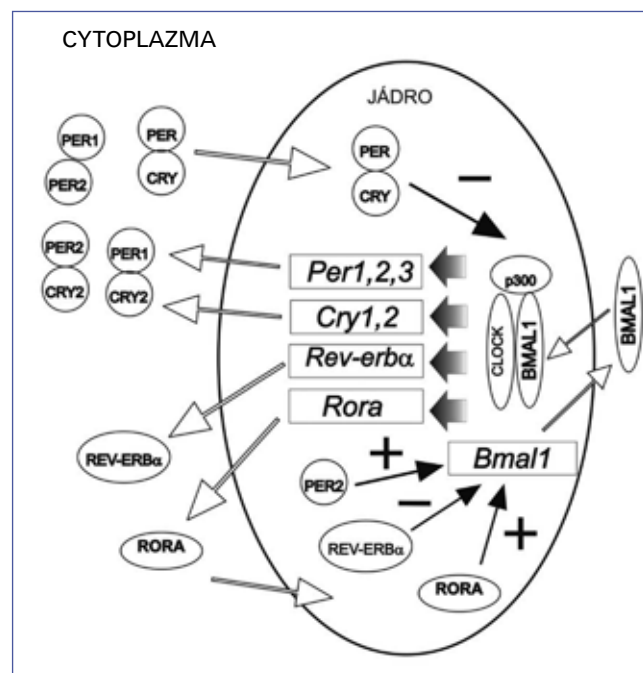 CYTOPLAZMA
JÁDRO
PER1
PER2
PER
CRY
PER
CRY
−
PER2
CRY2
PER1
CRY2
Per1,2,3
Cry1,2
Rev-erbα
Rora
p300
CLOCK
BMAL1
BMAL1
REV-ERBα
RORA
+
PER2
Bmal1
−
REV-ERBα
+
RORA